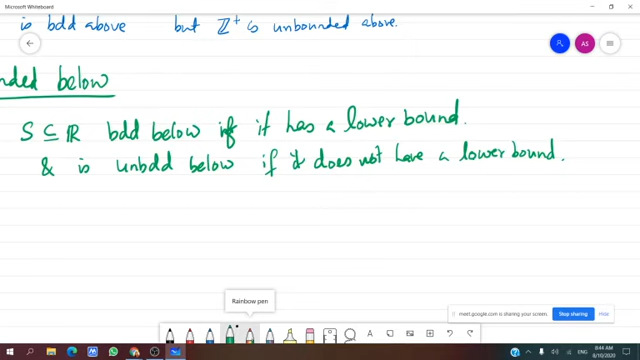 Microsoft Whiteboard
is bdd above but ℤ⁺ is unbounded above.
AS
nded below
S ⊆ ℝ bdd below if it has a lower bound.
& is unbdd below if it does not have a lower bound.
Rainbow pen
meet.google.com is sharing your screen.
Stop sharing
Hide
A
ENG
8:44 AM
8/10/2020